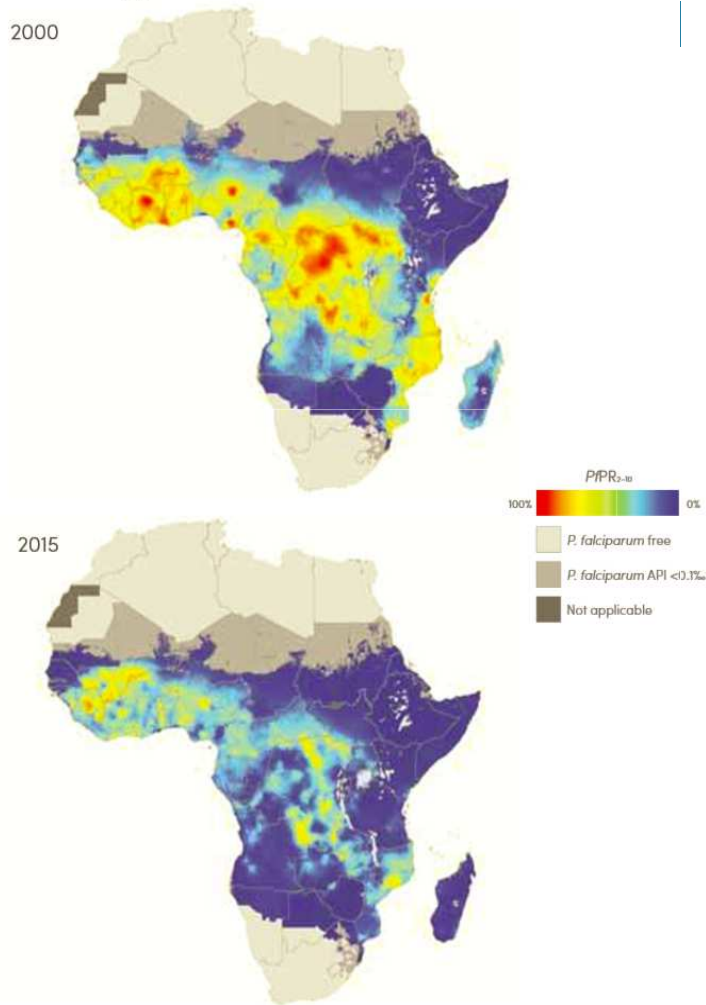 2000
PfPR2-10
100%
0%
P. falciparum free
P. falciparum API <0.1‰
Not applicable
2015